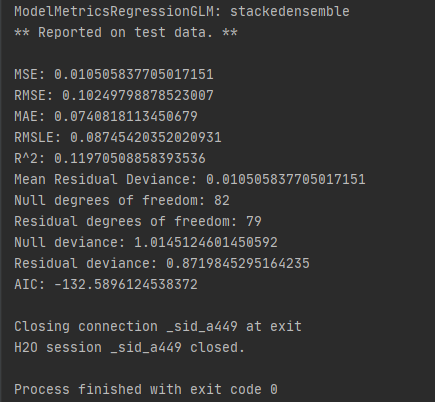 ModelMetricsRegressionGLM: stackedensemble
** Reported on test data. **
MSE: 0.010505837705017151
RMSE: 0.10249798878523007
MAE: 0.0740818113450679
RMSLE: 0.08745420352020931
R^2: 0.11970508858393536
Mean Residual Deviance: 0.010505837705017151
Null degrees of freedom: 82
Residual degrees of freedom: 79
Null deviance: 1.0145124601450592
Residual deviance: 0.8719845295164235
AIC: -132.5896124538372
Closing connection _sid_a449 at exit
H2O session _sid_a449 closed.
Process finished with exit code 0